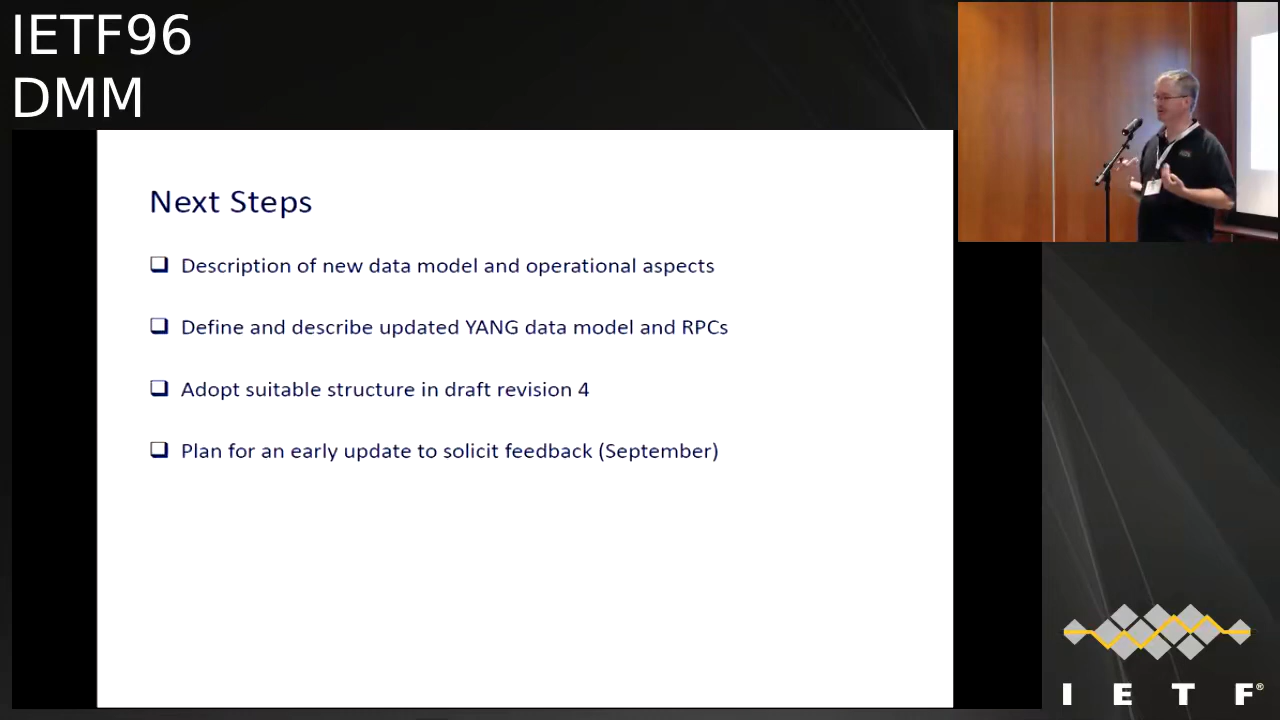 IETF96
DMM
Next Steps
❑ Description of new data model and operational aspects
❑ Define and describe updated YANG data model and RPCs
❑ Adopt suitable structure in draft revision 4
❑ Plan for an early update to solicit feedback (September)
I E T F®